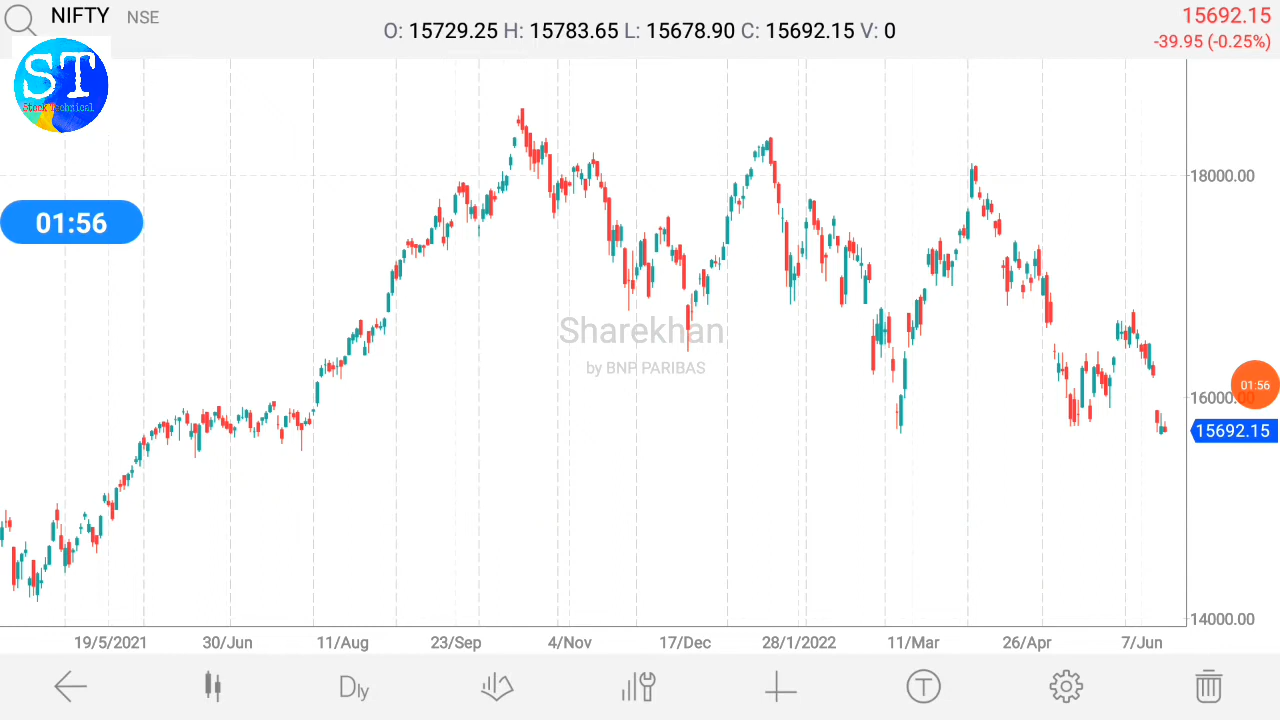 NIFTY NSE
O: 15729.25 H: 15783.65 L: 15678.90 C: 15692.15 V: 0
15692.15
-39.95 (-0.25%)
ST
Stock Technical
18000.00
01:56
Sharekhan
by BNP PARIBAS
01:56
16000.00
15692.15
14000.00
19/5/2021 30/Jun 11/Aug 23/Sep 4/Nov 17/Dec 28/1/2022 11/Mar 26/Apr 7/Jun
Dly
T